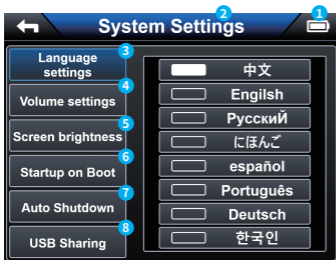 2
1
System Settings
3
Language
settings
4
Volume settings
5
Screen brightness
6
Startup on Boot
7
Auto Shutdown
8
USB Sharing
中文
Engilsh
РусскиЙ
にほんご
español
Português
Deutsch
한국인